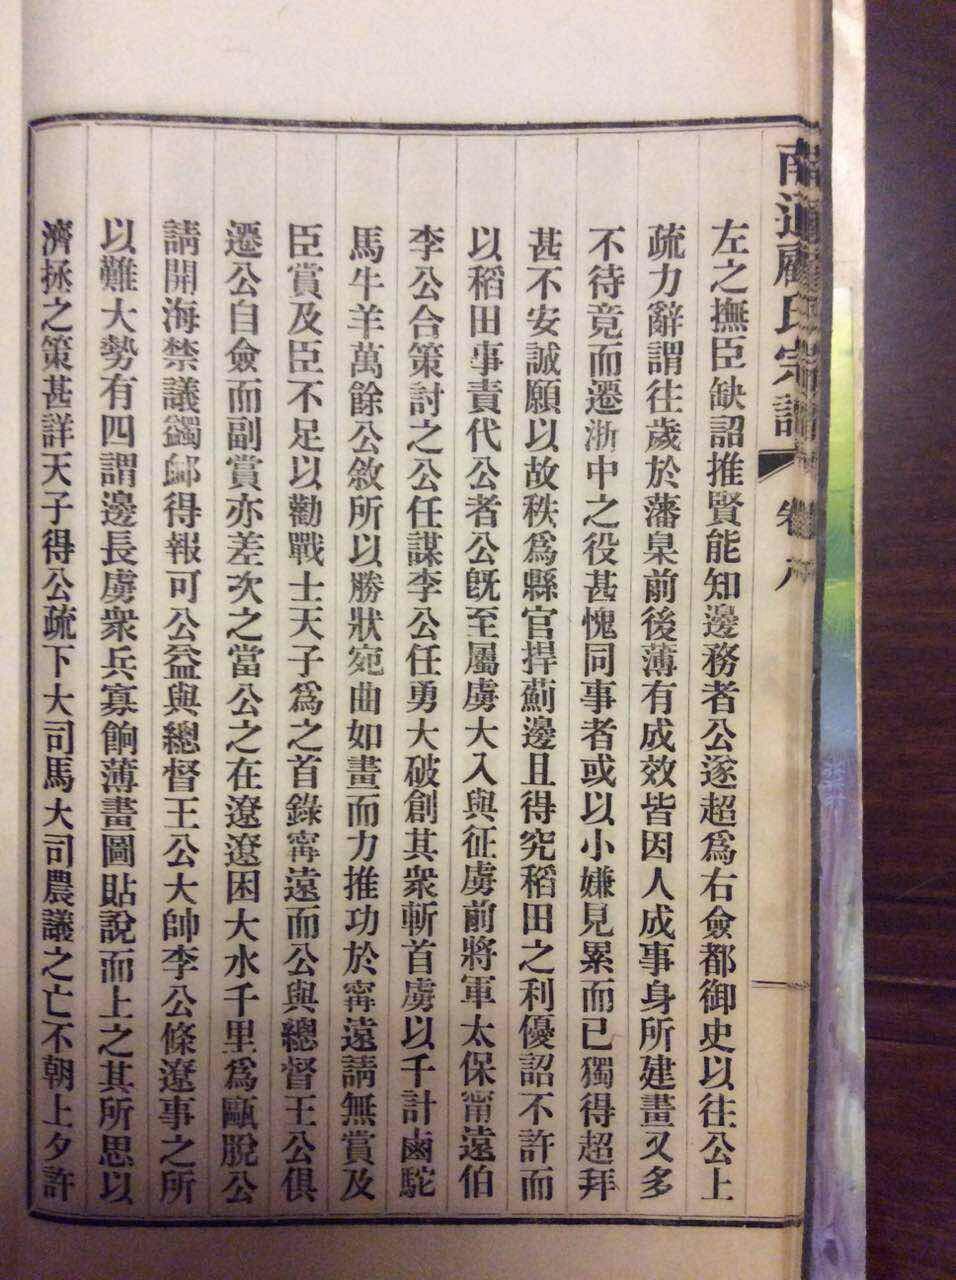 南通顧氏宗譜 卷八
左之撫臣缺詔推賢能知邊務者公遂超爲右僉都御史以往公上
疏力辭謂往歲於藩臬前後薄有成效皆因人成事身所建畫又多
不待竟而遷浙中之役甚愧同事者或以小嫌見累而已獨得超拜
甚不安誠願以故秩爲縣官捍薊邊且得究稻田之利優詔不許而
以稻田事責代公者公旣至屬虜大入與征虜前將軍太保甯遠伯
李公合策討之公任謀李公任勇大破創其衆斬首虜以千計鹵駝
馬牛羊萬餘公敘所以勝狀宛曲如畫而力推功於甯遠請無賞及
臣賞及臣不足以勸戰士天子爲之首錄甯遠而公與總督王公俱
遷公自僉而副賞亦差次之當公之在遼遼困大水千里爲甌脫公
請開海禁議蠲䘏得報可公益與總督王公大帥李公條遼事之所
以難大勢有四謂邊長虜衆兵寡餉薄畫圖貼說而上之其所思以
濟拯之策甚詳天子得公疏下大司馬大司農議之亡不朝上夕許